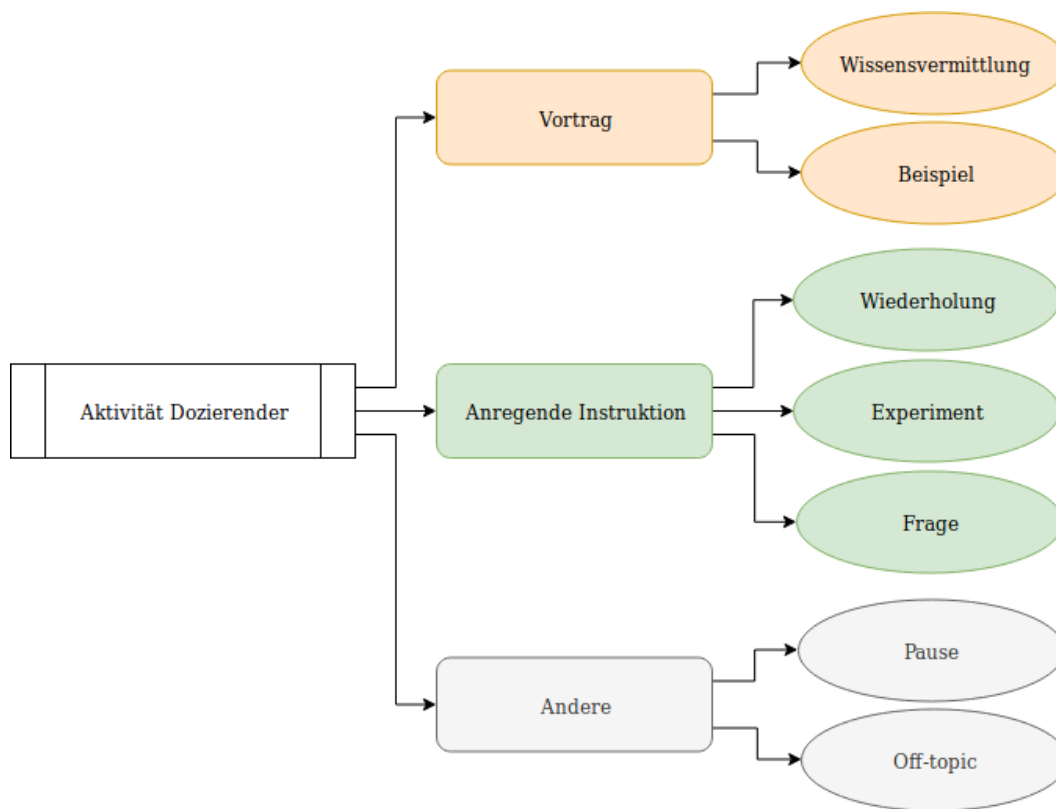 Aktivität Dozierender
Vortrag
Wissensvermittlung
Beispiel
Anregende Instruktion
Wiederholung
Experiment
Frage
Andere
Pause
Off-topic